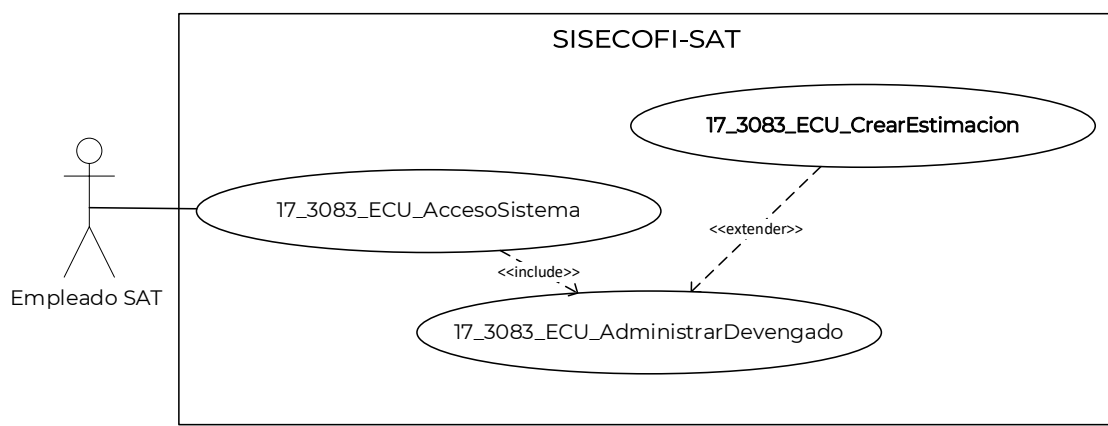 SISECOFI-SAT
17_3083_ECU_CrearEstimacion
17_3083_ECU_AccesoSistema
<<extender>>
<<include>>
Empleado SAT
17_3083_ECU_AdministrarDevengado